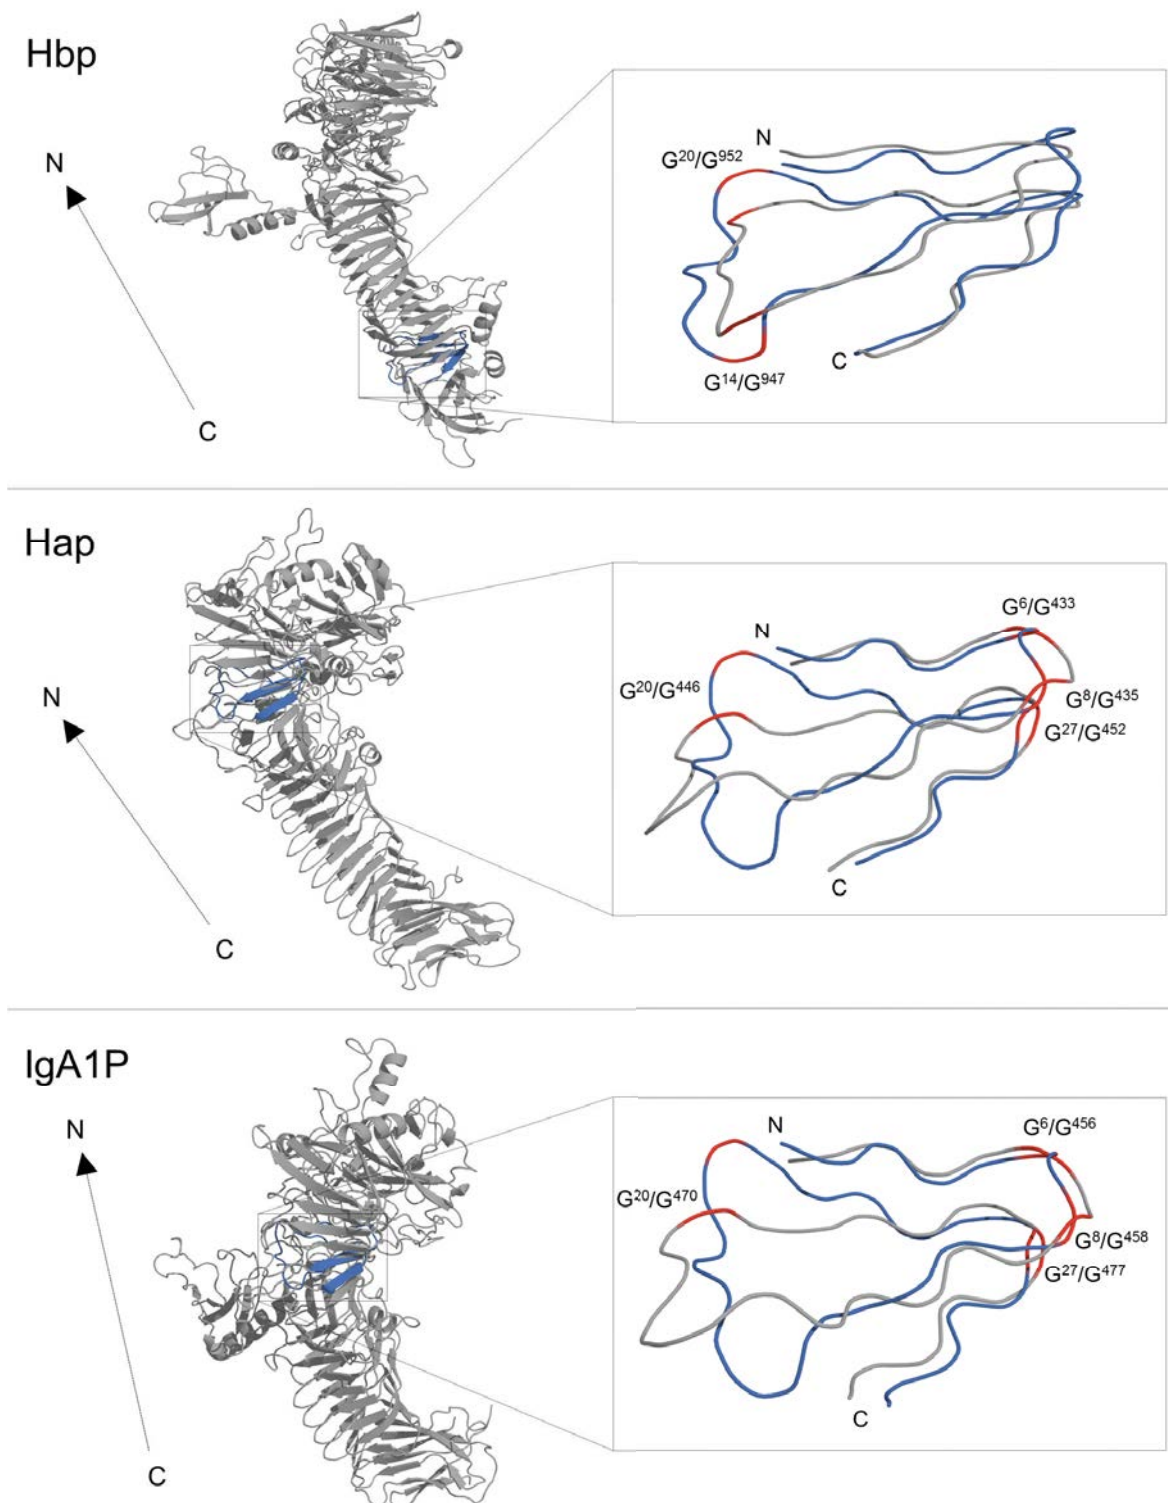 Hbp
N
C
N
G²⁰/G⁹⁵²
G¹⁴/G⁹⁴⁷
C
Hap
N
C
N
G⁶/G⁴³³
G²⁰/G⁴⁴⁶
G⁸/G⁴³⁵
G²⁷/G⁴⁵²
C
IgA1P
N
C
N
G⁶/G⁴⁵⁶
G²⁰/G⁴⁷⁰
G⁸/G⁴⁵⁸
G²⁷/G⁴⁷⁷
C